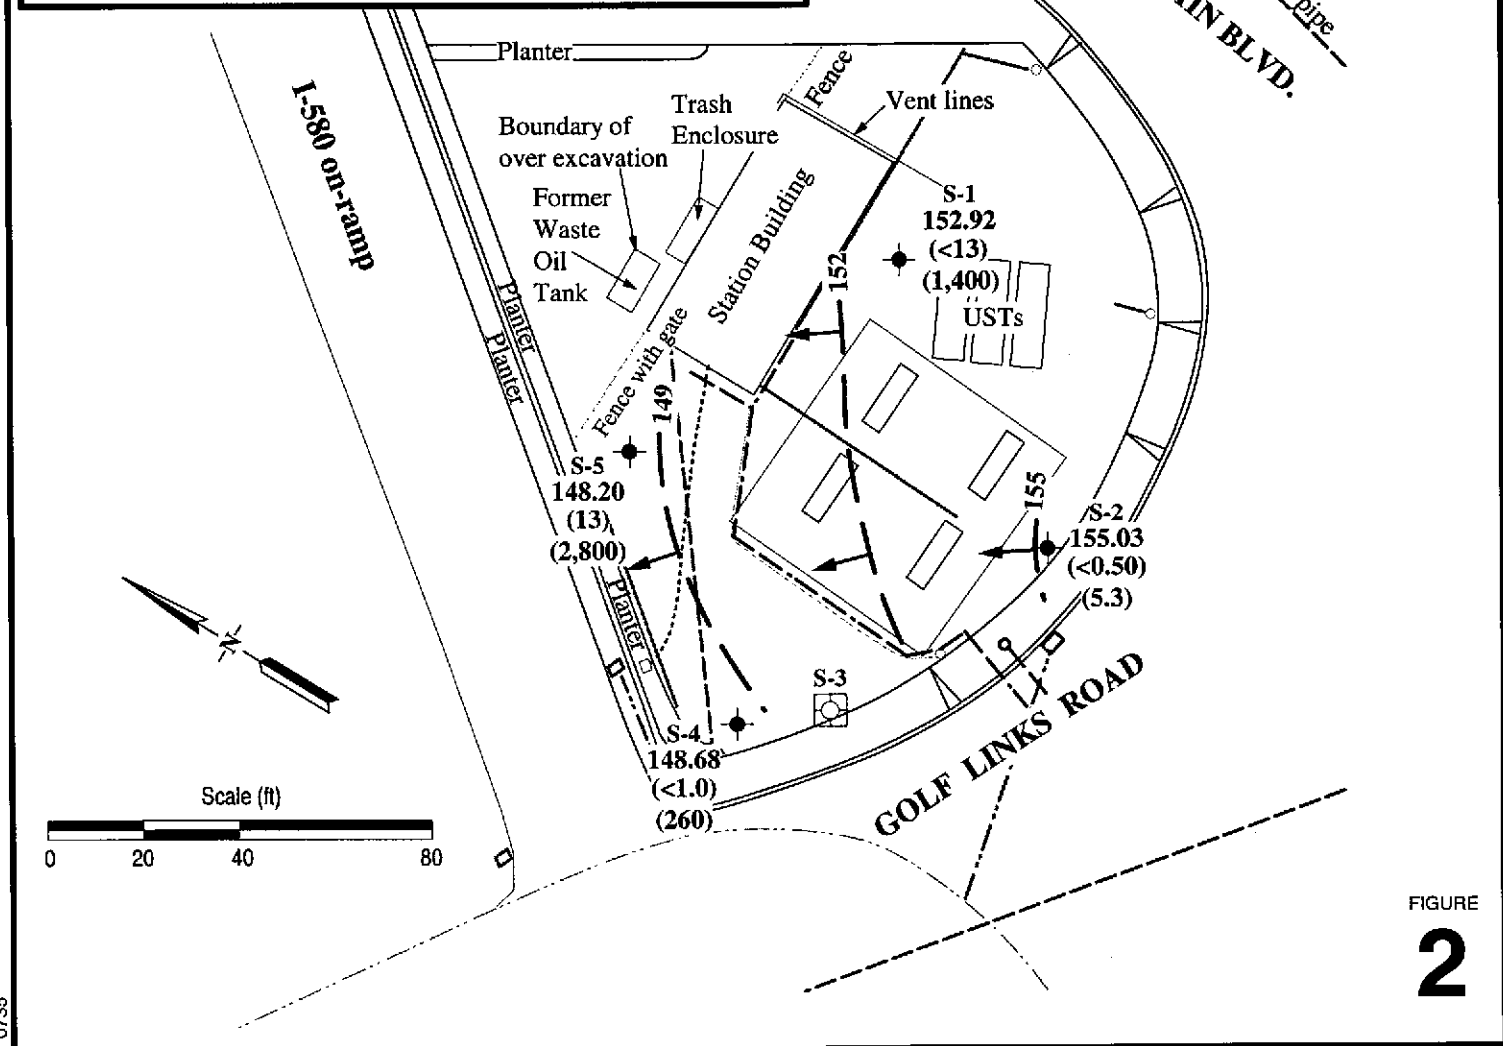 pipe
AIN BLVD.
Planter
Fence
I-580 on-ramp
Vent lines
Trash
Enclosure
Boundary of
over excavation
Former
Waste
Oil
Tank
Station Building
S-1
152.92
(<13)
(1,400)
USTs
152
Planter
Planter
Fence with gate
149
S-5
148.20
(13)
(2,800)
155
S-2
155.03
(<0.50)
(5.3)
Planter
N
S-3
S-4
148.68
(<1.0)
(260)
GOLF LINKS ROAD
Scale (ft)
0 20 40 80
FIGURE
2